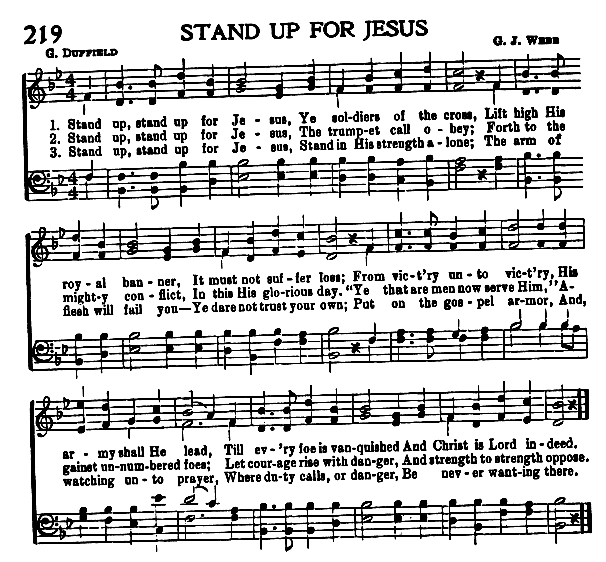 219 STAND UP FOR JESUS
G. DUFFIELD G. J. WEBB
1. Stand up, stand up for Je - sus, Ye sol-diers of the cross, Lift high His
2. Stand up, stand up for Je - sus, The trump-et call o - bey; Forth to the
3. Stand up, stand up for Je - sus, Stand in His strength a - lone; The arm of
roy - al ban - ner, It must not suf - fer loss; From vic-t'ry un - to vic-t'ry, His
might-y con - flict, In this His glo-rious day. "Ye that are men now serve Him," A-
flesh will fail you—Ye dare not trust your own; Put on the gos - pel ar-mor, And,
ar - my shall He lead, Till ev-'ry foe is van-quished And Christ is Lord in-deed.
gainst un-num-bered foes; Let cour-age rise with dan-ger, And strength to strength oppose.
watching un - to prayer, Where du-ty calls, or dan-ger, Be nev - er want-ing there.